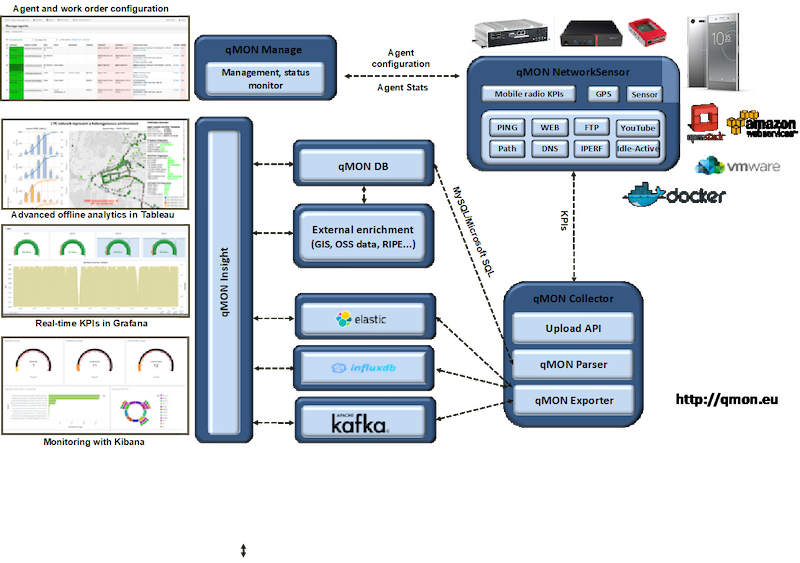 Agent and work order configuration
qMON Manage
Management, status
monitor
Agent
configuration
Agent Stats
qMON NetworkSensor
Mobile radio KPIs
GPS
Sensor
PING
WEB
FTP
YouTube
Path
DNS
IPERF
Idle-Active
openstack
amazon
webservices™
vmware
docker
Advanced offline analytics in Tableau
Real-time KPIs in Grafana
Monitoring with Kibana
qMON Insight
qMON DB
External enrichment
(GIS, OSS data, RIPE...)
elastic
influxdb
APACHE
kafka
MySQL/Microsoft SQL
KPIs
qMON Collector
Upload API
qMON Parser
qMON Exporter
http://qmon.eu